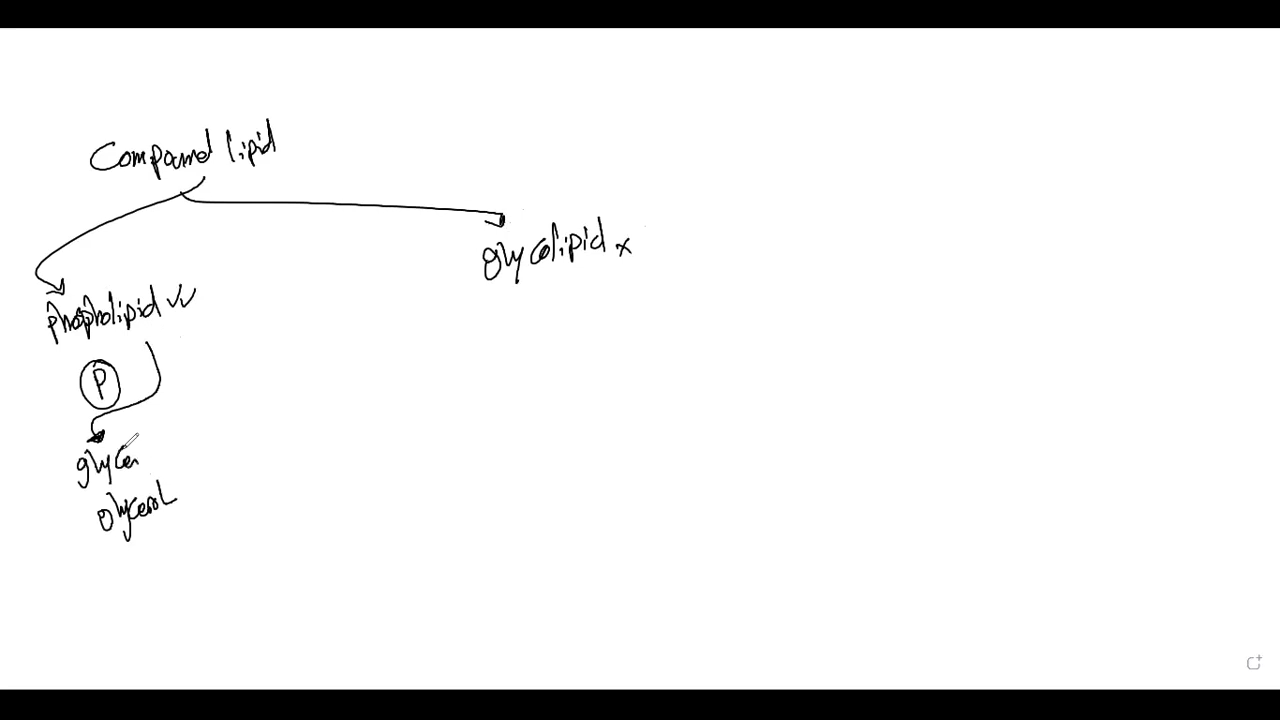 Compound lipid
glycolipid x
phospholipid ✓✓
P
glycer
glycerol